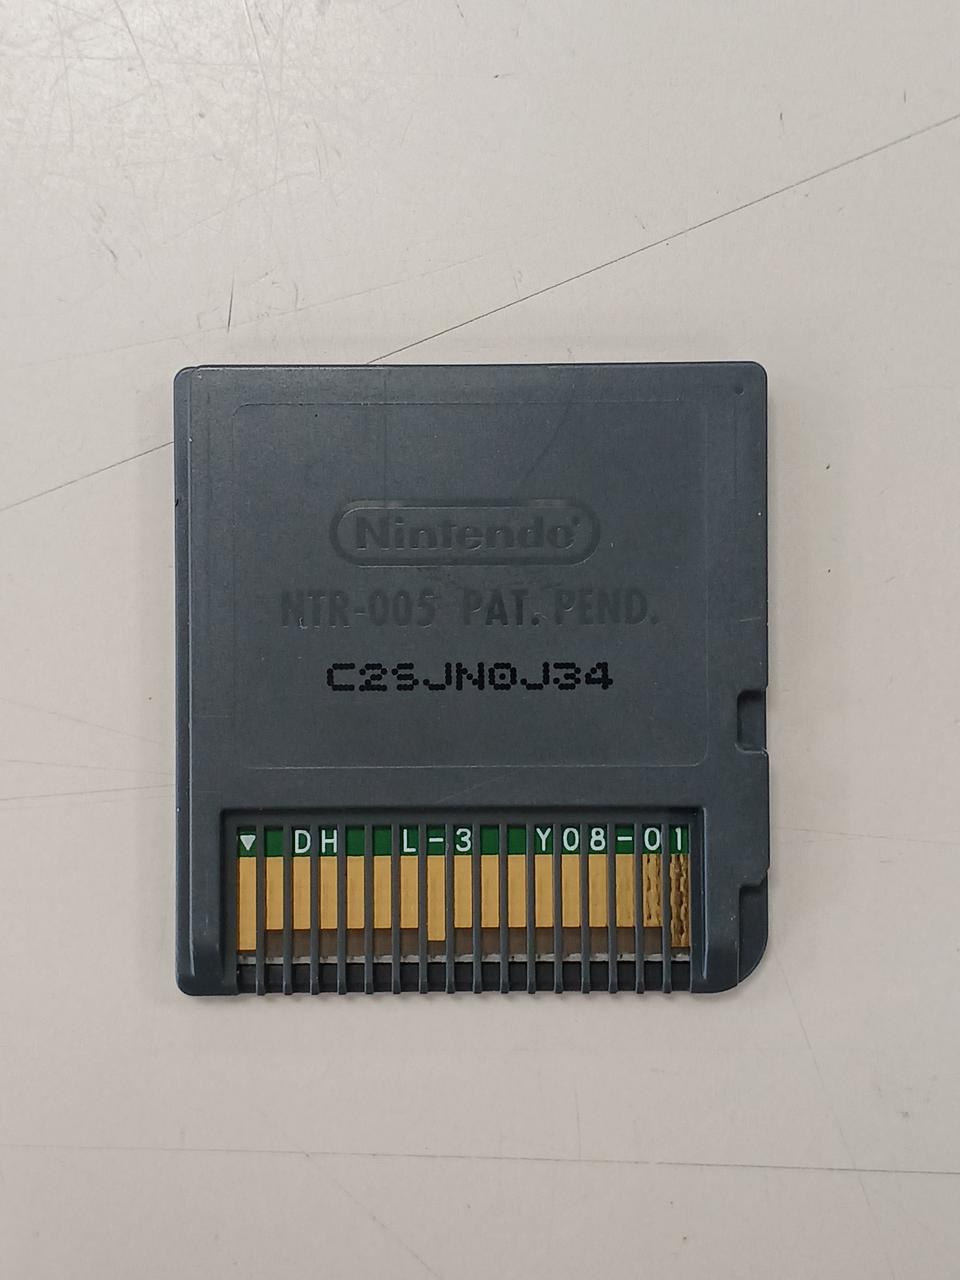 Nintendo®
NTR-005 PAT. PEND.
C2SJN0J34
▼ DH L-3 Y08-01